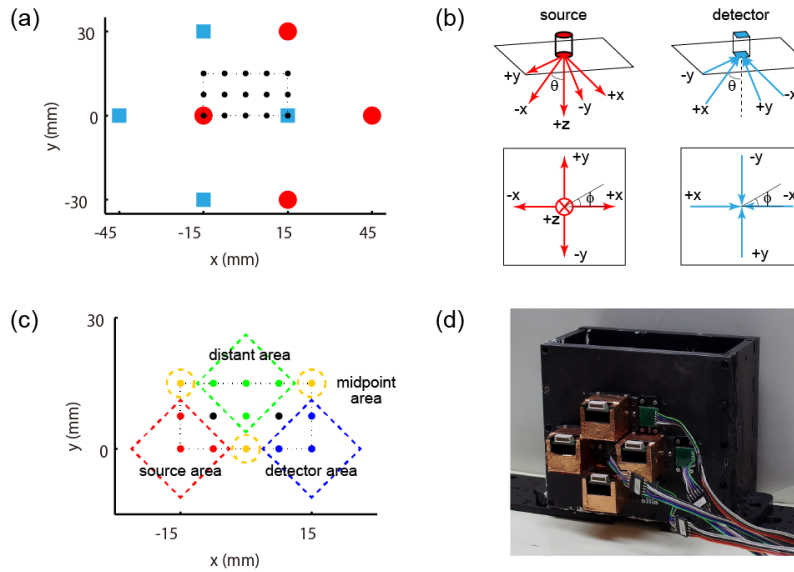 (a)
30
0
-30
y (mm)
-45
-15
15
45
x (mm)
(b)
source
detector
+y
θ
-x
-y
+x
+z
-y
θ
-x
+x
+y
+y
-x
+x
ϕ
+z
-y
-y
+x
-x
ϕ
+y
(c)
30
0
y (mm)
distant area
midpoint
area
source area
detector area
-15
15
x (mm)
(d)